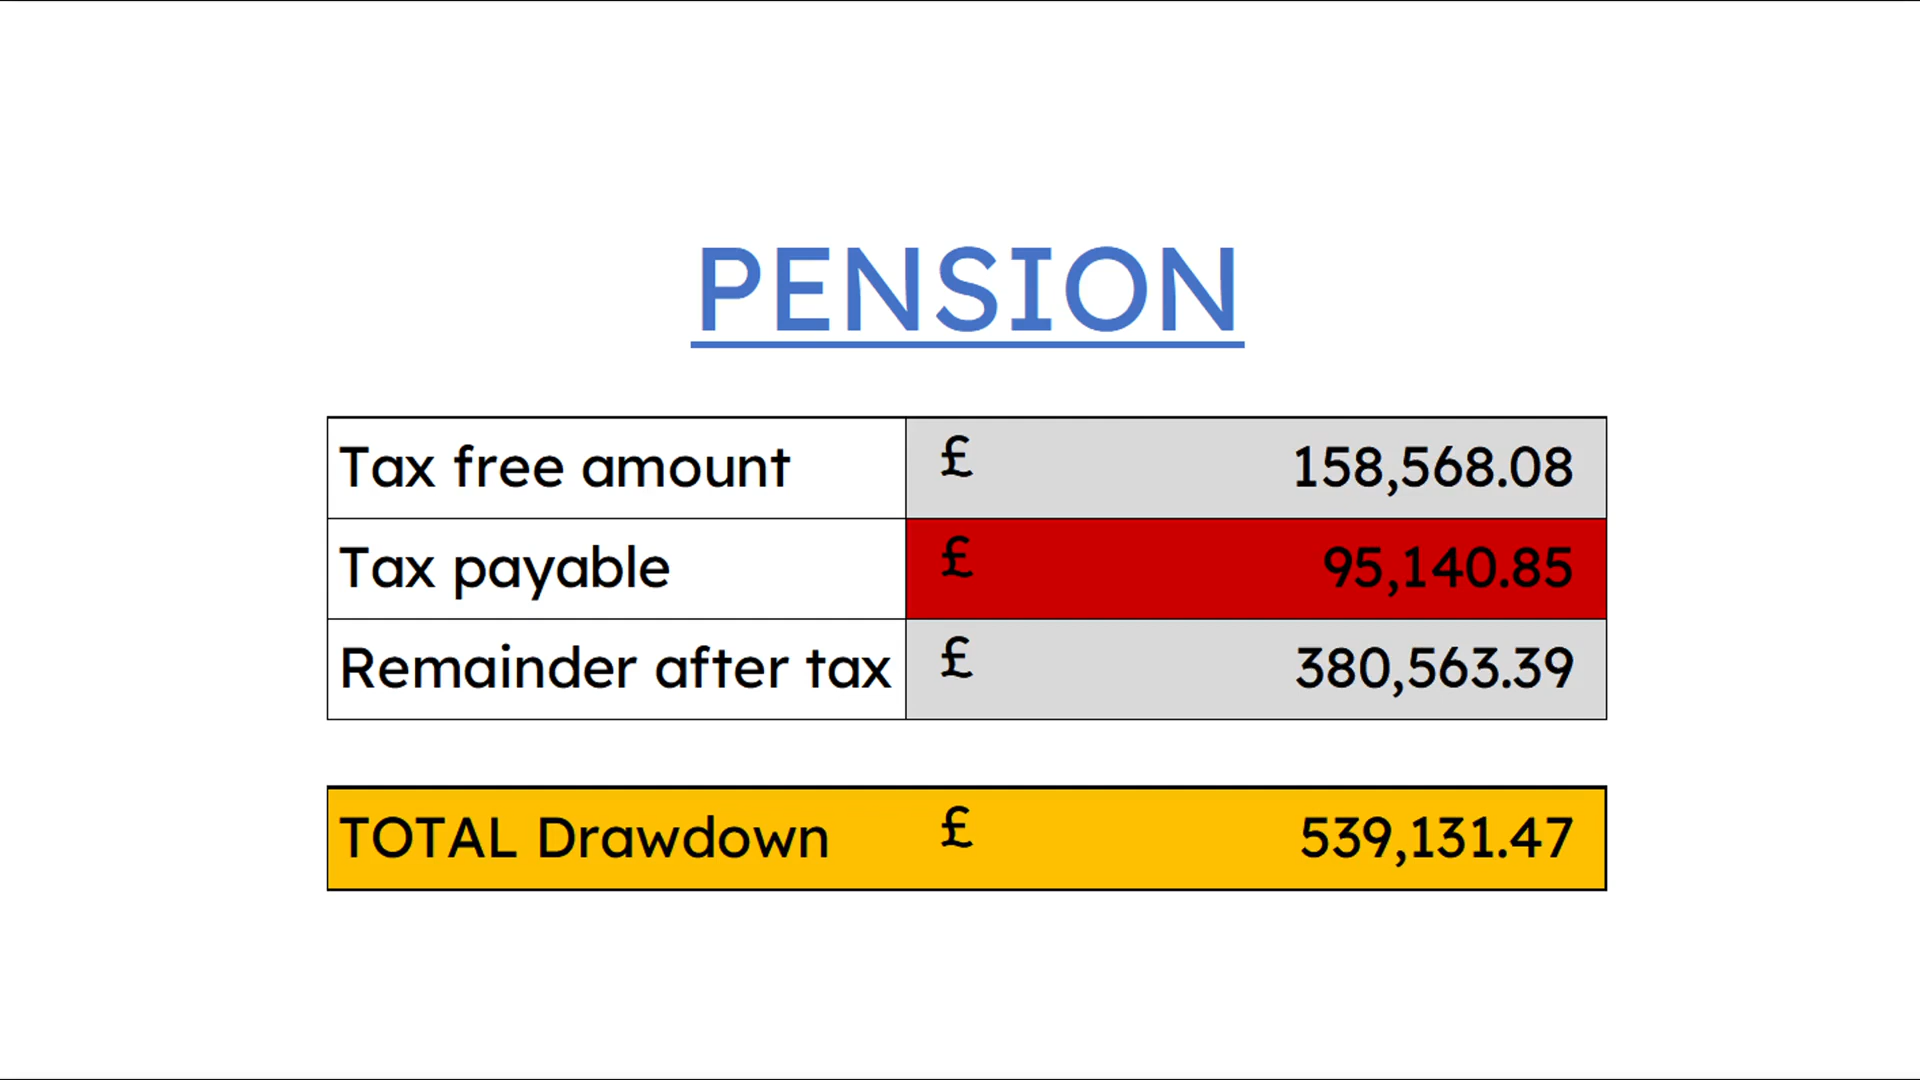 PENSION
Tax free amount £ 158,568.08
Tax payable £ 95,140.85
Remainder after tax £ 380,563.39
TOTAL Drawdown £ 539,131.47